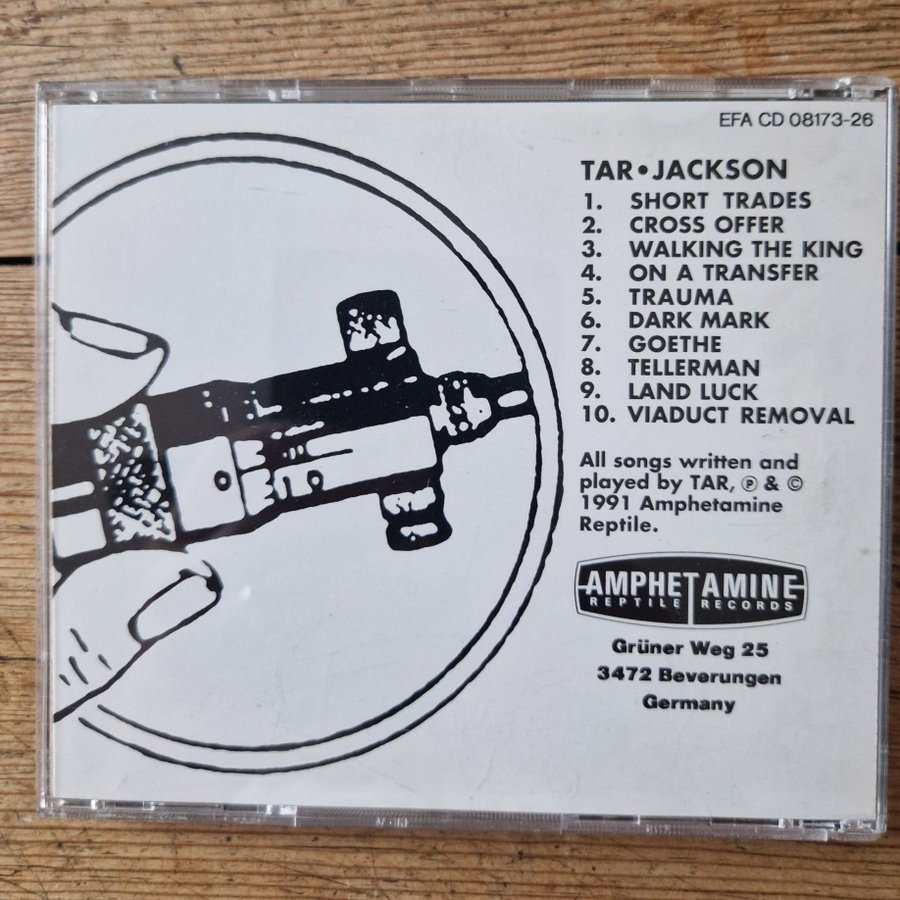 EFA CD 08173-26
TAR • JACKSON
1. SHORT TRADES
2. CROSS OFFER
3. WALKING THE KING
4. ON A TRANSFER
5. TRAUMA
6. DARK MARK
7. GOETHE
8. TELLERMAN
9. LAND LUCK
10. VIADUCT REMOVAL
All songs written and
played by TAR, ℗ & ©
1991 Amphetamine
Reptile.
AMPHETAMINE
REPTILE RECORDS
Grüner Weg 25
3472 Beverungen
Germany